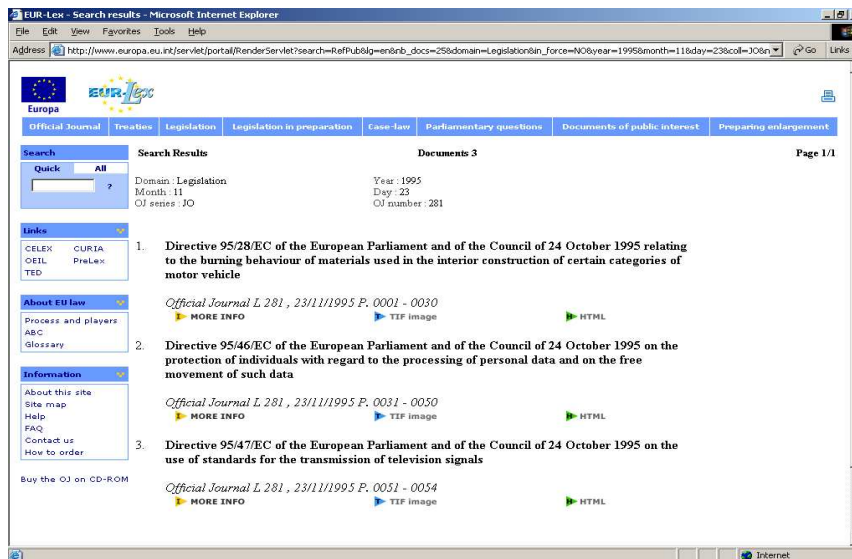 EUR-Lex - Search results - Microsoft Internet Explorer
File Edit View Favorites Tools Help
Address http://www.europa.eu.int/servlet/portal/RenderServlet?search=RefPub&lg=en&nb_docs=25&domain=Legislation&in_force=NO&year=1995&month=11&day=23&coll=JO&n Go Links
Europa EUR-Lex
Official Journal Treaties Legislation Legislation in preparation Case-law Parliamentary questions Documents of public interest Preparing enlargement
Search
Quick All
?
Links
CELEX CURIA
OEIL PreLex
TED
About EU law
Process and players
ABC
Glossary
Information
About this site
Site map
Help
FAQ
Contact us
How to order
Buy the OJ on CD-ROM
Search Results Documents 3 Page 1/1
Domain : Legislation Year : 1995
Month : 11 Day : 23
OJ series : JO OJ number : 281
1. Directive 95/28/EC of the European Parliament and of the Council of 24 October 1995 relating
to the burning behaviour of materials used in the interior construction of certain categories of
motor vehicle
Official Journal L 281 , 23/11/1995 P. 0001 - 0030
I MORE INFO T TIF image H HTML
2. Directive 95/46/EC of the European Parliament and of the Council of 24 October 1995 on the
protection of individuals with regard to the processing of personal data and on the free
movement of such data
Official Journal L 281 , 23/11/1995 P. 0031 - 0050
I MORE INFO T TIF image H HTML
3. Directive 95/47/EC of the European Parliament and of the Council of 24 October 1995 on the
use of standards for the transmission of television signals
Official Journal L 281 , 23/11/1995 P. 0051 - 0054
I MORE INFO T TIF image H HTML
Internet